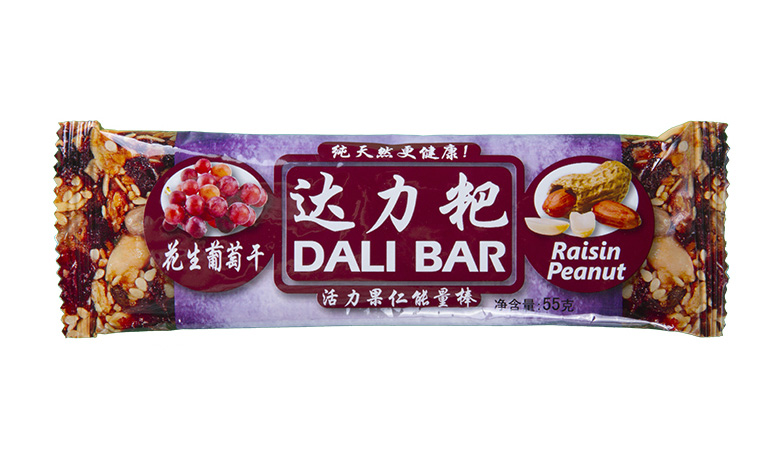 纯天然更健康!
达力粑
DALI BAR
活力果仁能量棒
花生葡萄干
Raisin
Peanut
净含量:55克